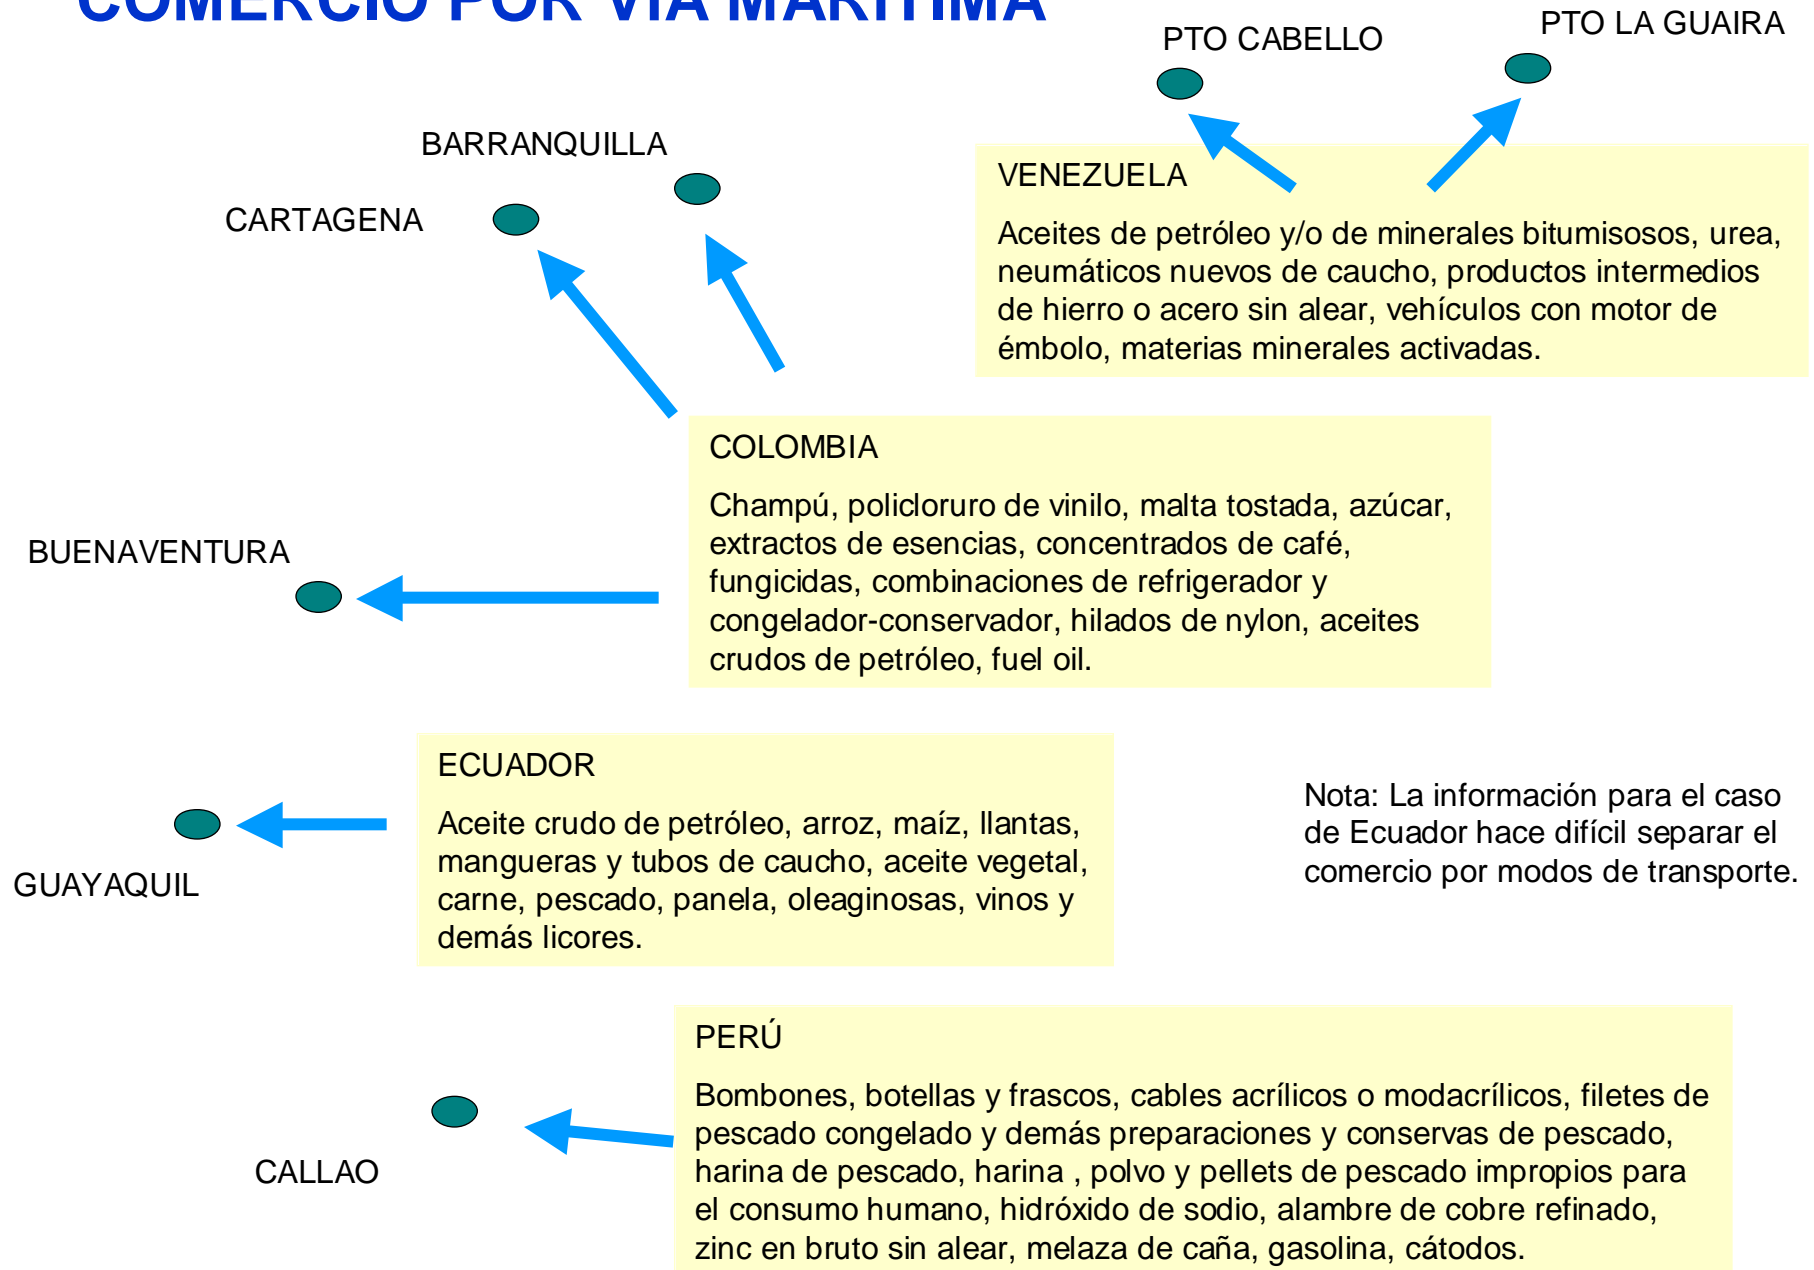 COMERCIO POR VÍA MARÍTIMA
PTO CABELLO
PTO LA GUAIRA
BARRANQUILLA
CARTAGENA
VENEZUELA
Aceites de petróleo y/o de minerales bitumisosos, urea,
neumáticos nuevos de caucho, productos intermedios
de hierro o acero sin alear, vehículos con motor de
émbolo, materias minerales activadas.
COLOMBIA
Champú, policloruro de vinilo, malta tostada, azúcar,
extractos de esencias, concentrados de café,
fungicidas, combinaciones de refrigerador y
congelador-conservador, hilados de nylon, aceites
crudos de petróleo, fuel oil.
BUENAVENTURA
ECUADOR
Aceite crudo de petróleo, arroz, maíz, llantas,
mangueras y tubos de caucho, aceite vegetal,
carne, pescado, panela, oleaginosas, vinos y
demás licores.
GUAYAQUIL
Nota: La información para el caso
de Ecuador hace difícil separar el
comercio por modos de transporte.
PERÚ
Bombones, botellas y frascos, cables acrílicos o modacrílicos, filetes de
pescado congelado y demás preparaciones y conservas de pescado,
harina de pescado, harina , polvo y pellets de pescado impropios para
el consumo humano, hidróxido de sodio, alambre de cobre refinado,
zinc en bruto sin alear, melaza de caña, gasolina, cátodos.
CALLAO